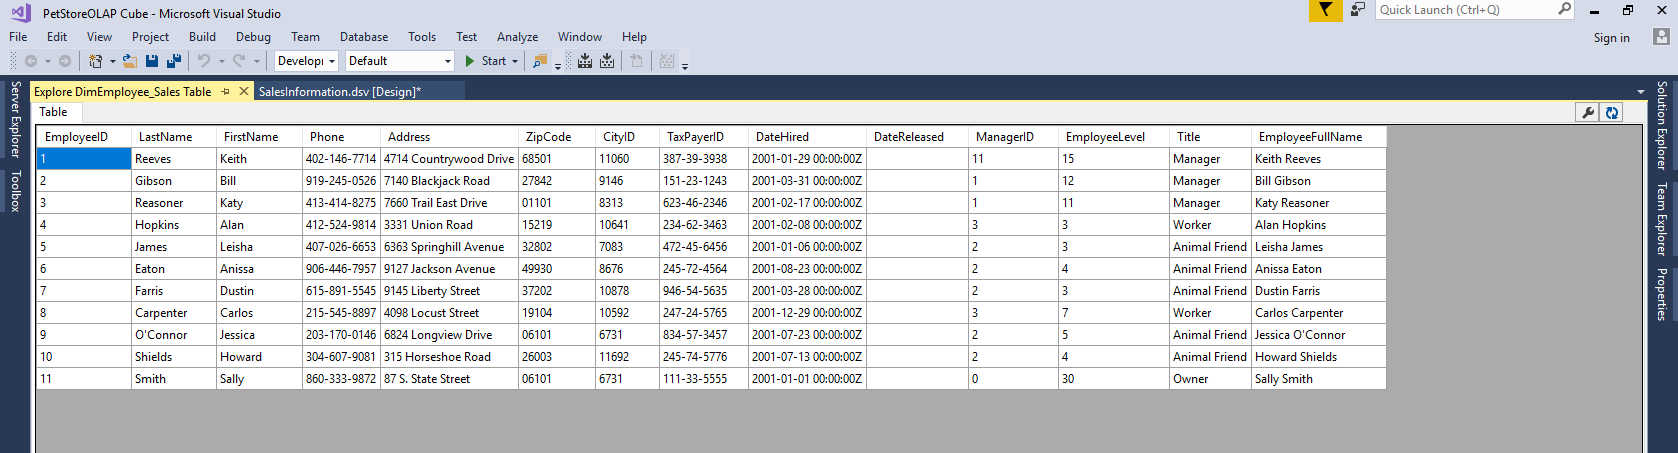 PetStoreOLAP Cube - Microsoft Visual Studio
Quick Launch (Ctrl+Q)
File Edit View Project Build Debug Team Database Tools Test Analyze Window Help
Sign in
Develop Default Start
Server Explorer
Toolbox
Explore DimEmployee_Sales Table SalesInformation.dsv [Design]*
Table
EmployeeID LastName FirstName Phone Address ZipCode CityID TaxPayerID DateHired DateReleased ManagerID EmployeeLevel Title EmployeeFullName
1 Reeves Keith 402-146-7714 4714 Countrywood Drive 68501 11060 387-39-3938 2001-01-29 00:00:00Z 11 15 Manager Keith Reeves
2 Gibson Bill 919-245-0526 7140 Blackjack Road 27842 9146 151-23-1243 2001-03-31 00:00:00Z 1 12 Manager Bill Gibson
3 Reasoner Katy 413-414-8275 7660 Trail East Drive 01101 8313 623-46-2346 2001-02-17 00:00:00Z 1 11 Manager Katy Reasoner
4 Hopkins Alan 412-524-9814 3331 Union Road 15219 10641 234-62-3463 2001-02-08 00:00:00Z 3 3 Worker Alan Hopkins
5 James Leisha 407-026-6653 6363 Springhill Avenue 32802 7083 472-45-6456 2001-01-06 00:00:00Z 2 3 Animal Friend Leisha James
6 Eaton Anissa 906-446-7957 9127 Jackson Avenue 49930 8676 245-72-4564 2001-08-23 00:00:00Z 2 4 Animal Friend Anissa Eaton
7 Farris Dustin 615-891-5545 9145 Liberty Street 37202 10878 946-54-5635 2001-03-28 00:00:00Z 2 3 Animal Friend Dustin Farris
8 Carpenter Carlos 215-545-8897 4098 Locust Street 19104 10592 247-24-5765 2001-12-29 00:00:00Z 3 7 Worker Carlos Carpenter
9 O'Connor Jessica 203-170-0146 6824 Longview Drive 06101 6731 834-57-3457 2001-07-23 00:00:00Z 2 5 Animal Friend Jessica O'Connor
10 Shields Howard 304-607-9081 315 Horseshoe Road 26003 11692 245-74-5776 2001-07-13 00:00:00Z 2 4 Animal Friend Howard Shields
11 Smith Sally 860-333-9872 87 S. State Street 06101 6731 111-33-5555 2001-01-01 00:00:00Z 0 30 Owner Sally Smith
Solution Explorer
Team Explorer
Properties